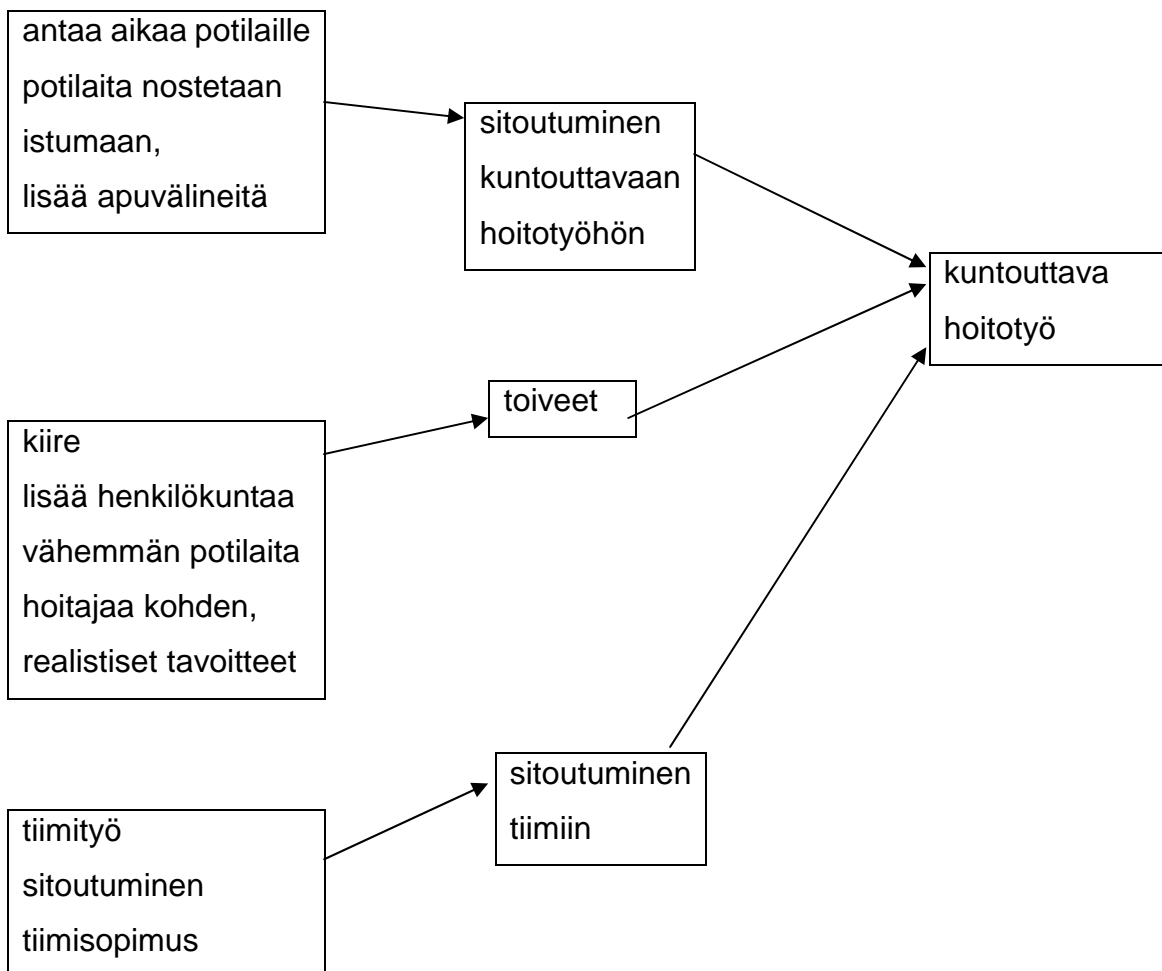 antaa aikaa potilaille
potilaita nostetaan
istumaan,
lisää apuvälineitä
sitoutuminen
kuntouttavaan
hoitotyöhön
kuntouttava
hoitotyö
toiveet
kiire
lisää henkilökuntaa
vähemmän potilaita
hoitajaa kohden,
realistiset tavoitteet
sitoutuminen
tiimiin
tiimityö
sitoutuminen
tiimisopimus